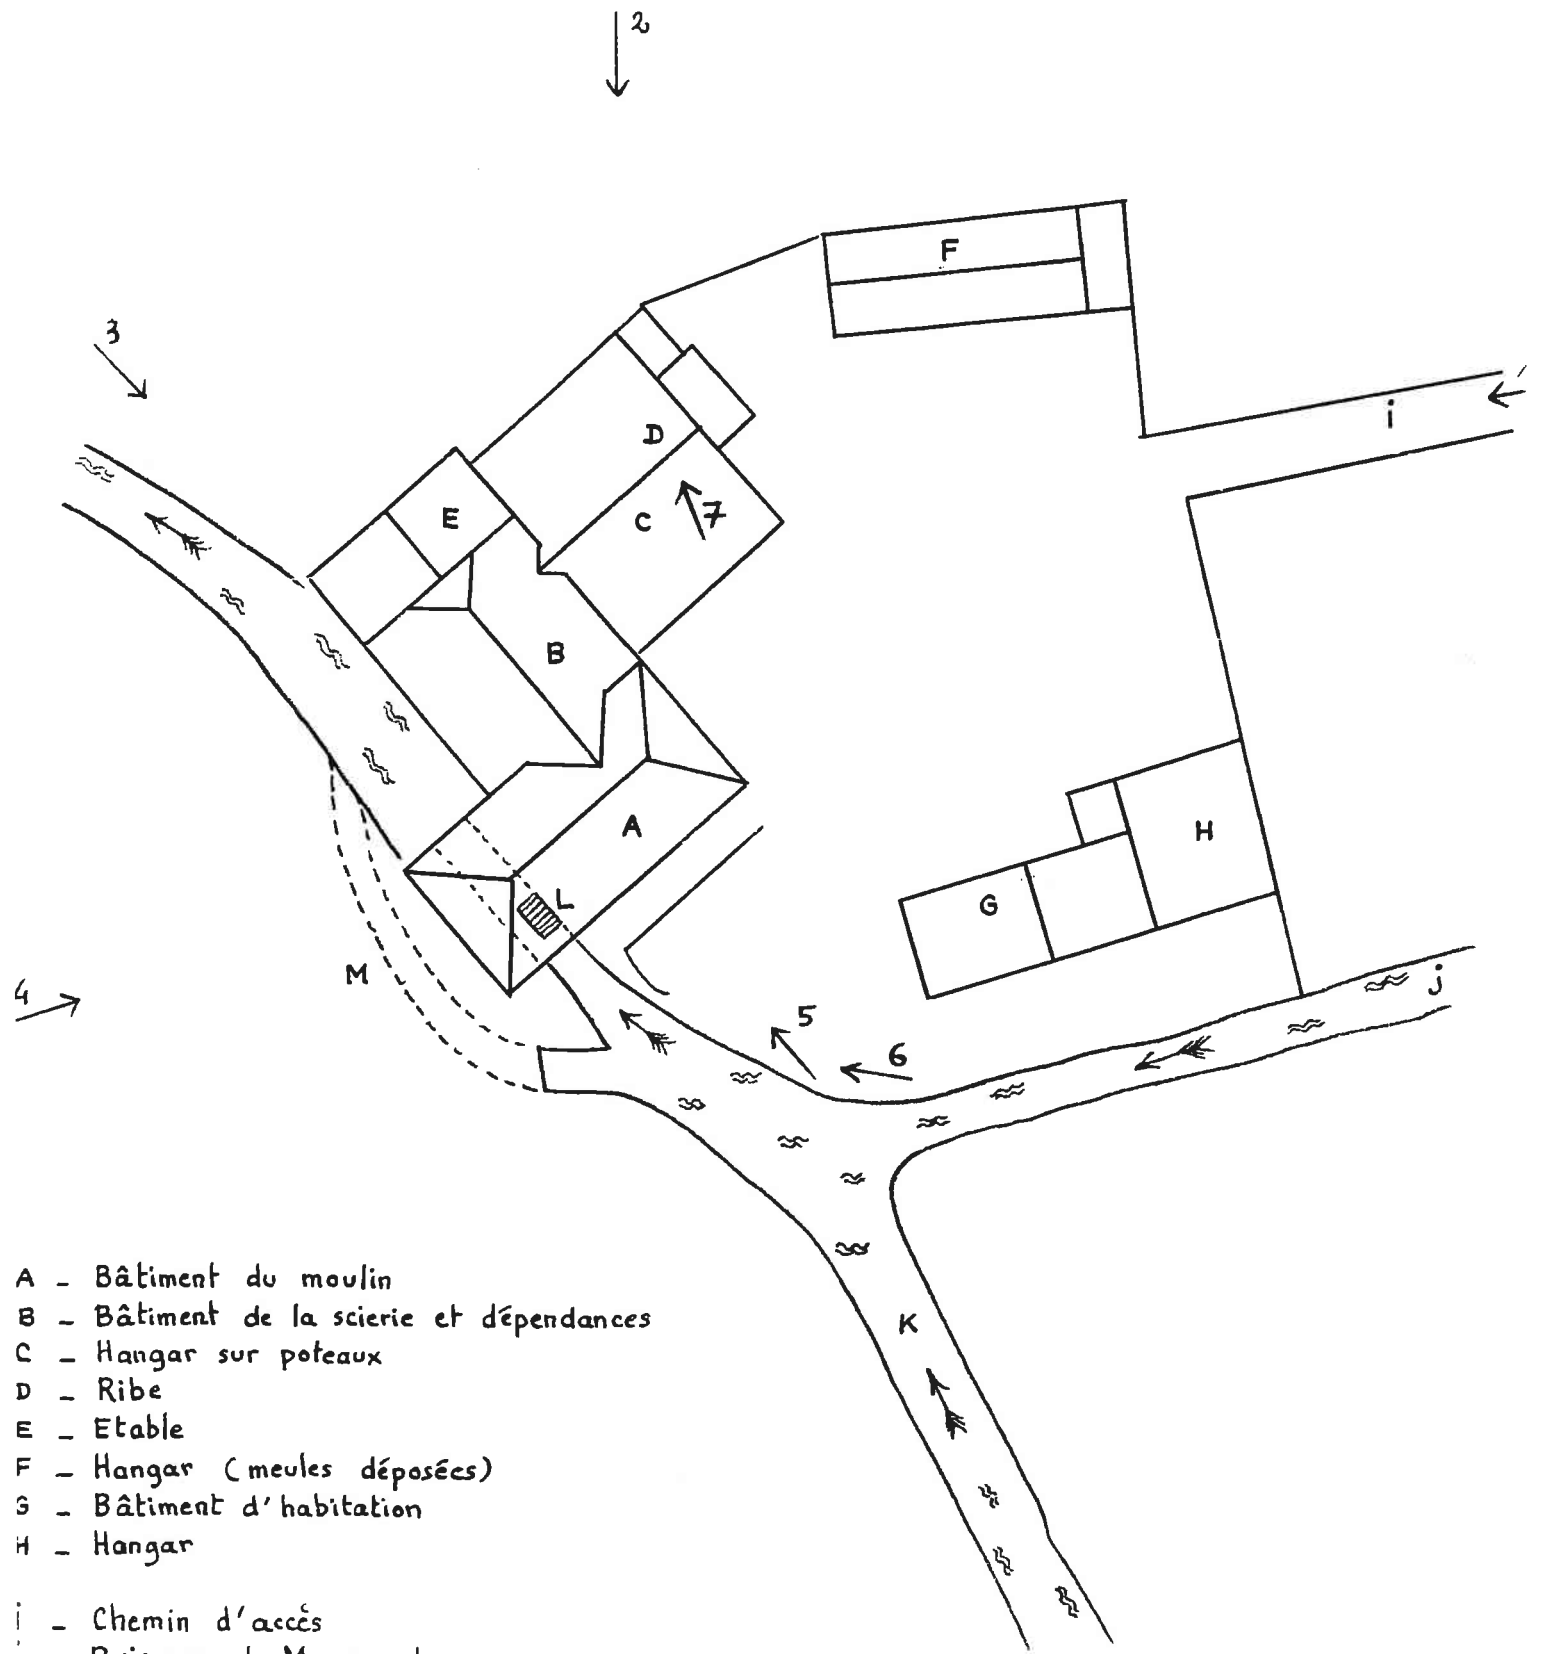 2
F
3
i
D
E
C
7
B
A
H
L
G
M
j
4
5
6
K
A - Bâtiment du moulin
B - Bâtiment de la scierie et dépendances
C - Hangar sur poteaux
D - Ribe
E - Etable
F - Hangar (meules déposées)
G - Bâtiment d'habitation
H - Hangar
i - Chemin d'accès